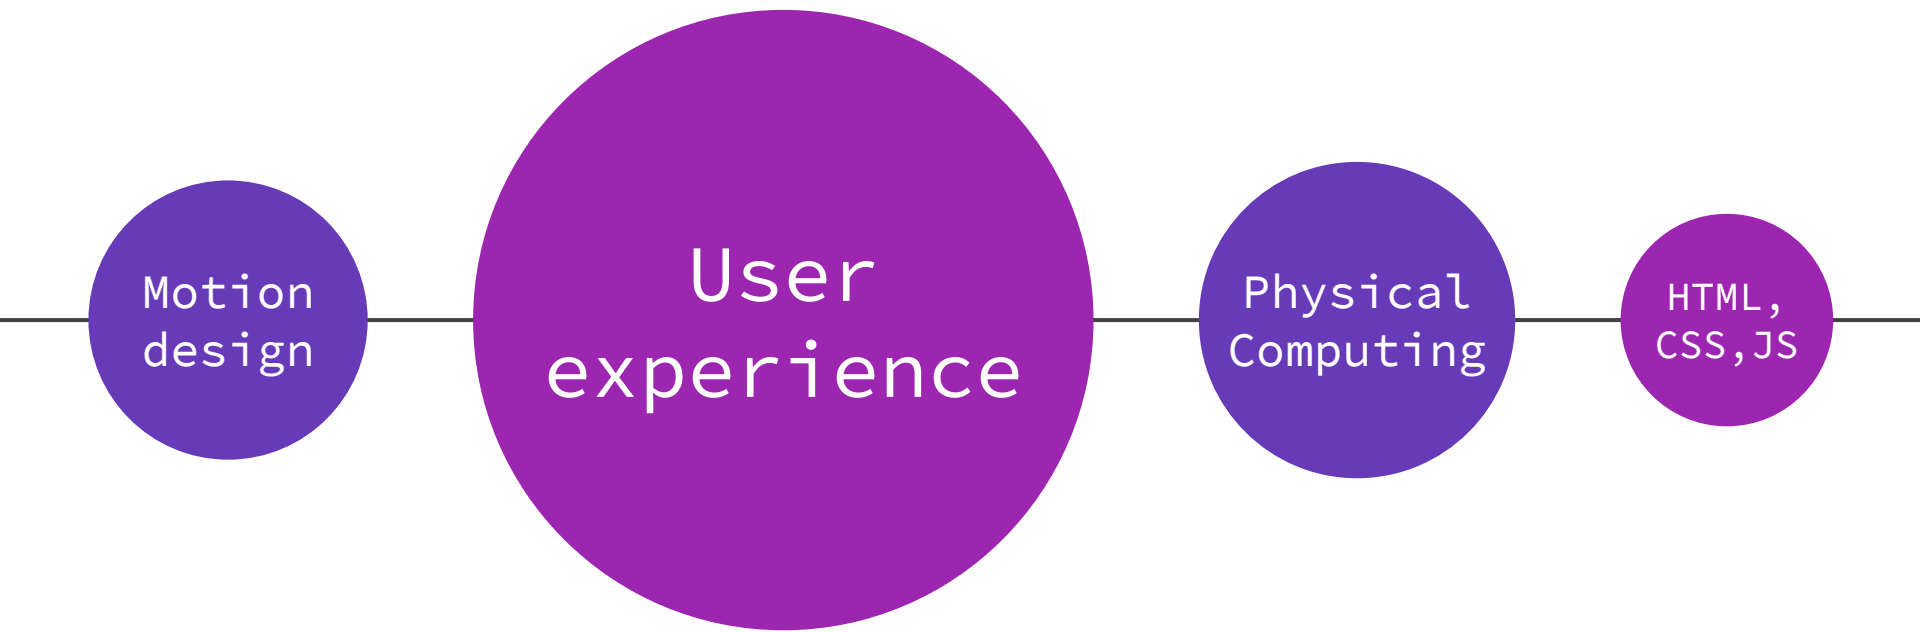 Motion
design
User
experience
Physical
Computing
HTML,
CSS,JS